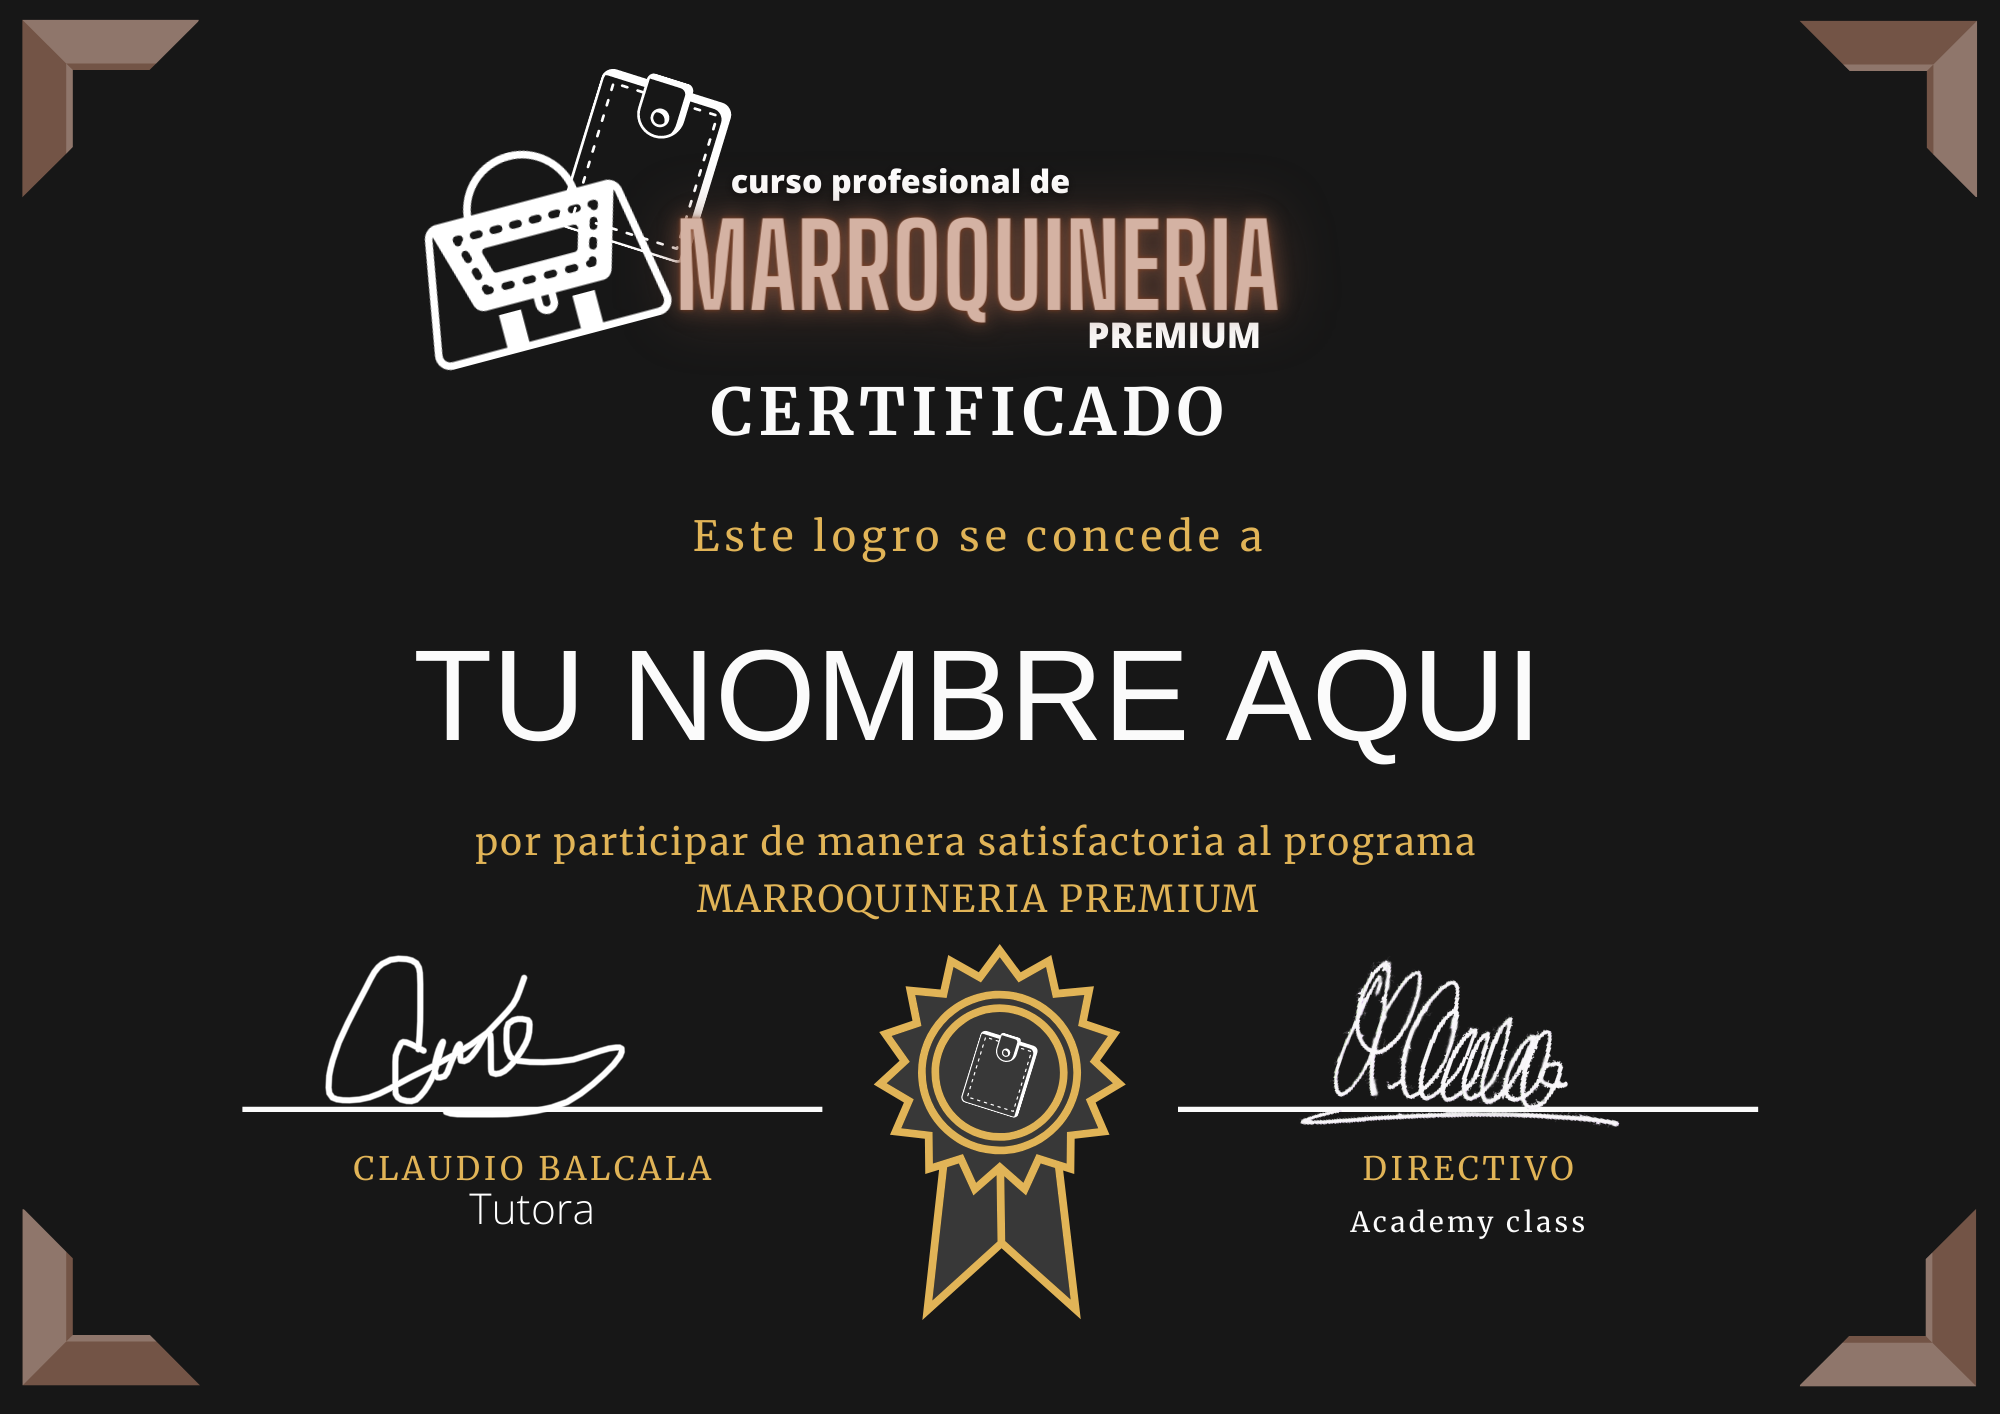 curso profesional de
MARROQUINERIA
PREMIUM
CERTIFICADO
Este logro se concede a
TU NOMBRE AQUI
por participar de manera satisfactoria al programa
MARROQUINERIA PREMIUM
CLAUDIO BALCALA
Tutora
DIRECTIVO
Academy class